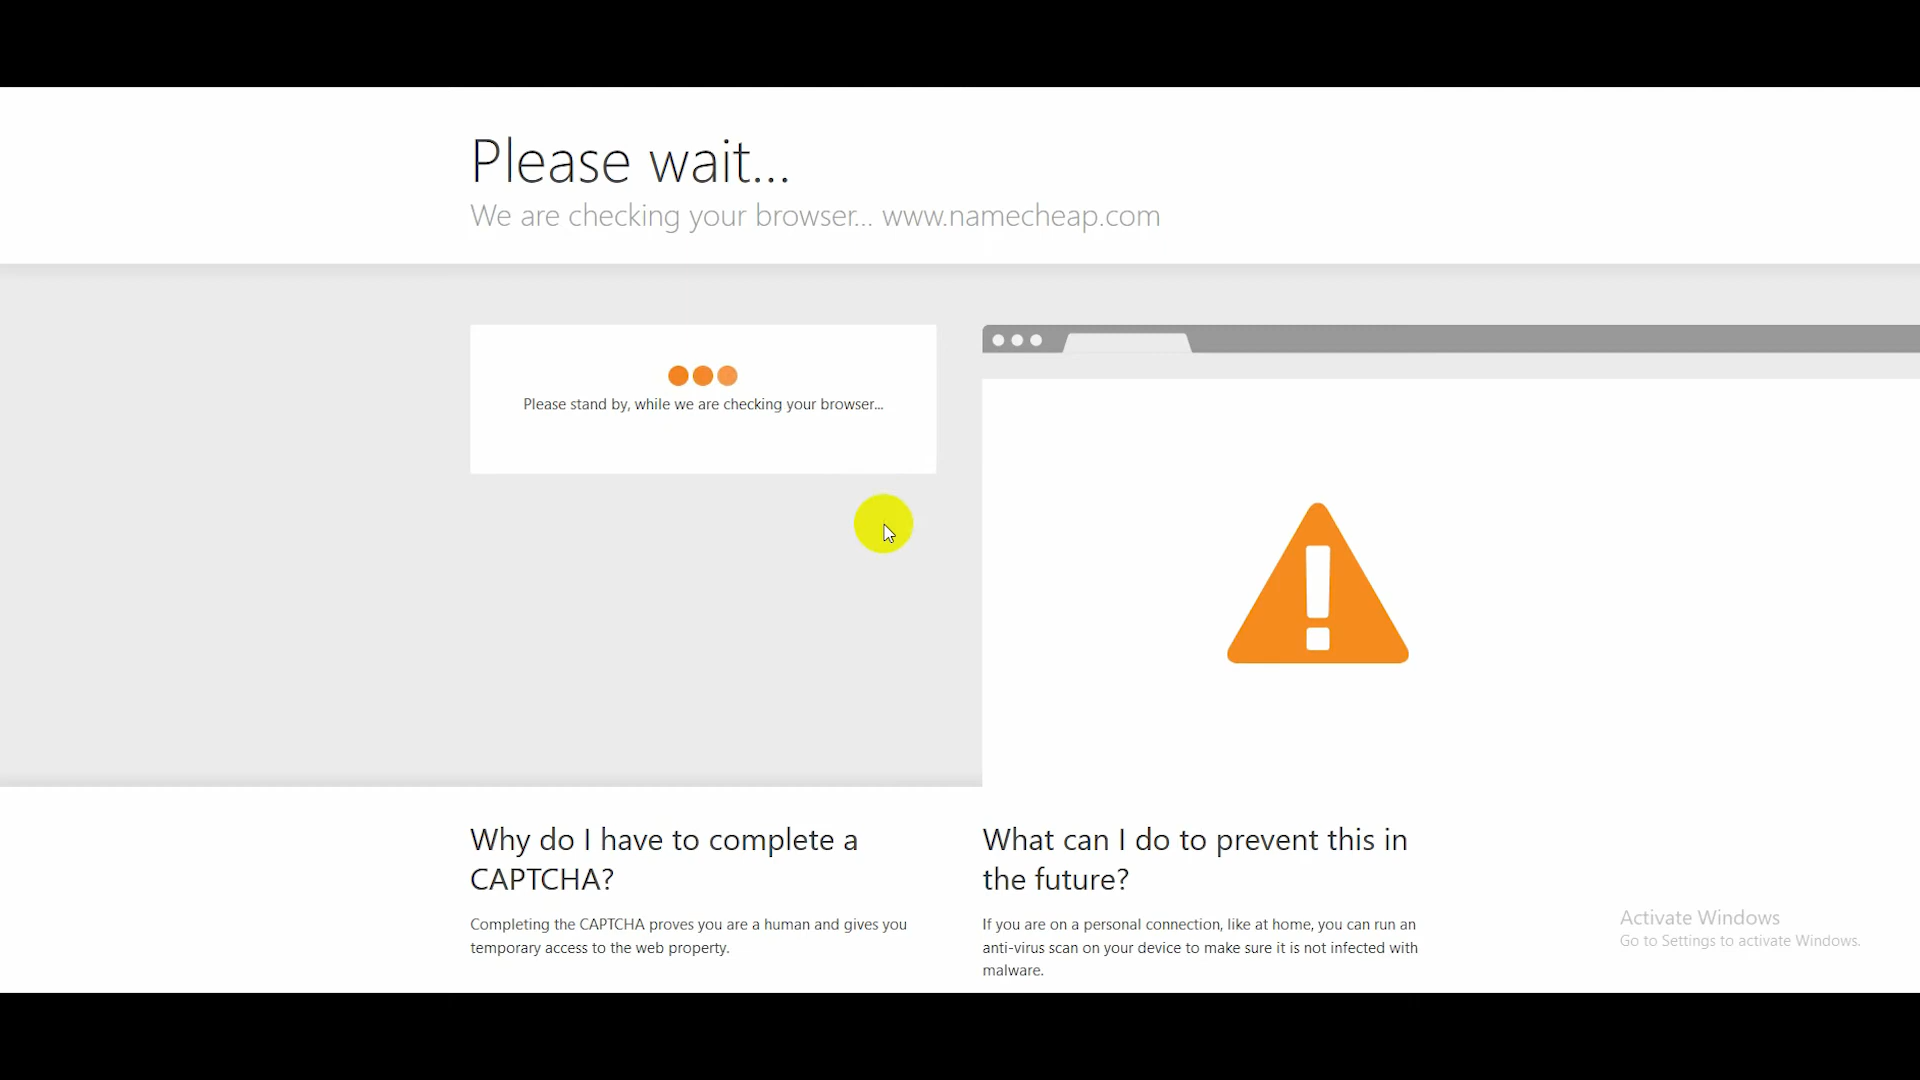 Please wait...
We are checking your browser... www.namecheap.com
Please stand by, while we are checking your browser...
Why do I have to complete a
CAPTCHA?
Completing the CAPTCHA proves you are a human and gives you
temporary access to the web property.
What can I do to prevent this in
the future?
If you are on a personal connection, like at home, you can run an
anti-virus scan on your device to make sure it is not infected with
malware.
Activate Windows
Go to Settings to activate Windows.